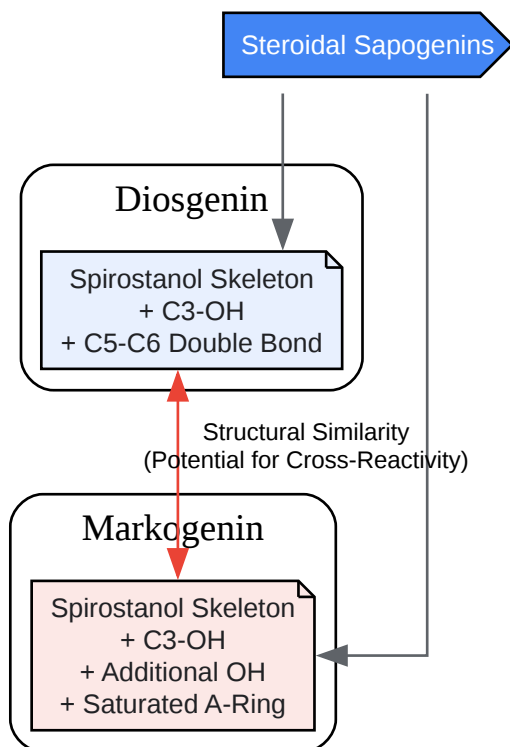 Steroidal Sapogenins
Diosgenin
Spirostanol Skeleton
+ C3-OH
+ C5-C6 Double Bond
Structural Similarity
(Potential for Cross-Reactivity)
Markogenin
Spirostanol Skeleton
+ C3-OH
+ Additional OH
+ Saturated A-Ring